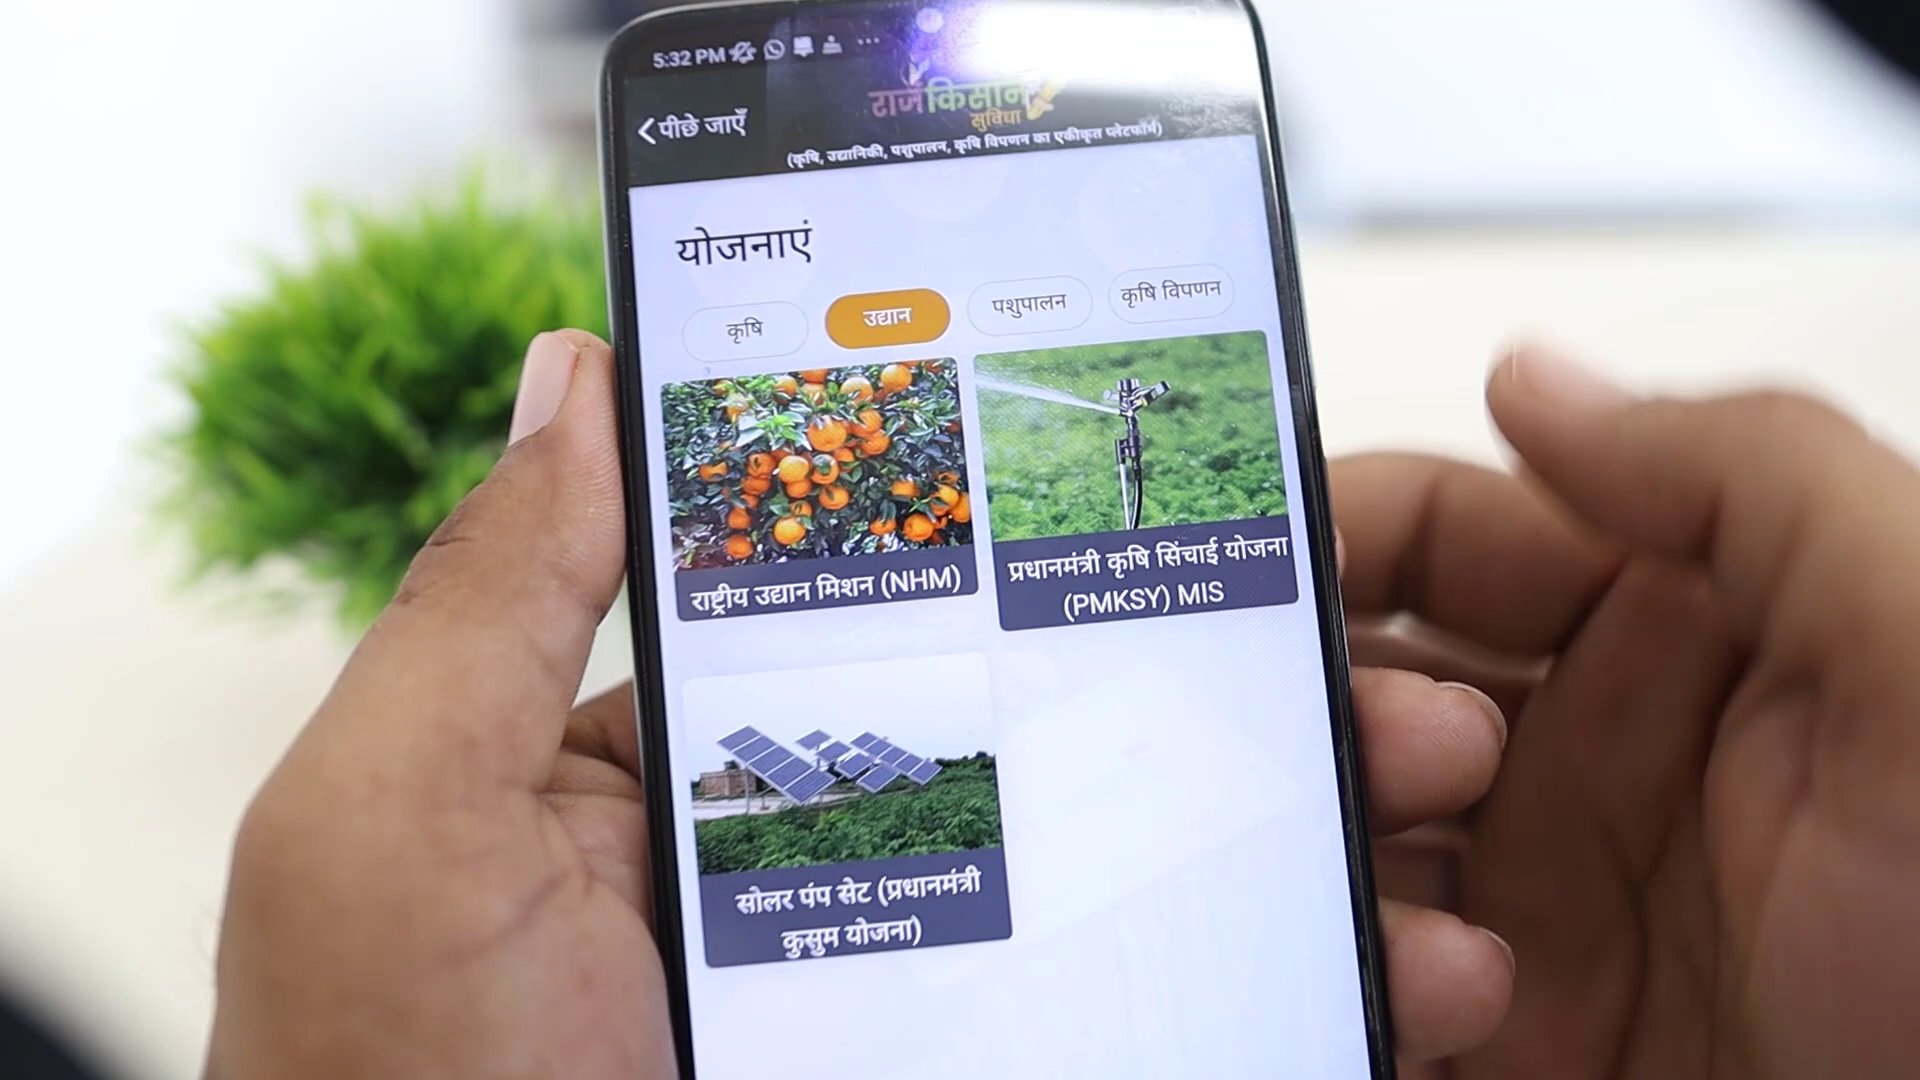 5:32 PM
पीछे जाएँ
राज किसान
सुविधा
(कृषि, उद्यानिकी, पशुपालन, कृषि विपणन का एकीकृत प्लेटफॉर्म)
योजनाएं
कृषि
उद्यान
पशुपालन
कृषि विपणन
राष्ट्रीय उद्यान मिशन (NHM)
प्रधानमंत्री कृषि सिंचाई योजना
(PMKSY) MIS
सोलर पंप सेट (प्रधानमंत्री
कुसुम योजना)